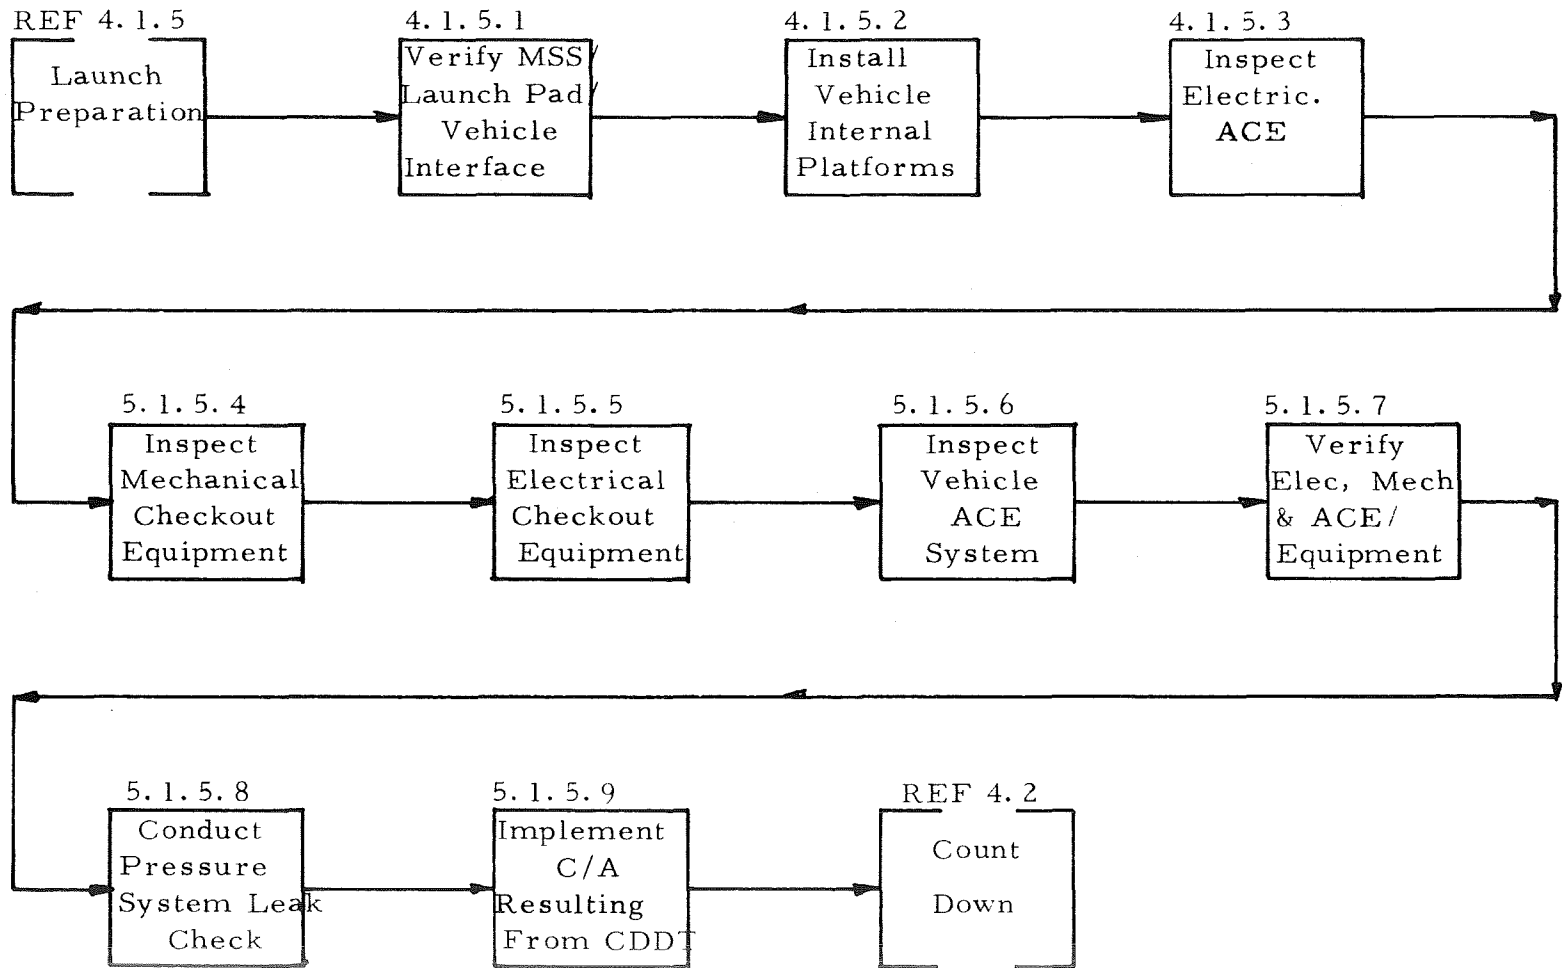 REF 4.1.5
Launch
Preparation
4.1.5.1
Verify MSS/
Launch Pad/
Vehicle
Interface
4.1.5.2
Install
Vehicle
Internal
Platforms
4.1.5.3
Inspect
Electric.
ACE
5.1.5.4
Inspect
Mechanical
Checkout
Equipment
5.1.5.5
Inspect
Electrical
Checkout
Equipment
5.1.5.6
Inspect
Vehicle
ACE
System
5.1.5.7
Verify
Elec, Mech
& ACE/
Equipment
5.1.5.8
Conduct
Pressure
System Leak
Check
5.1.5.9
Implement
C/A
Resulting
From CDDT
REF 4.2
Count
Down